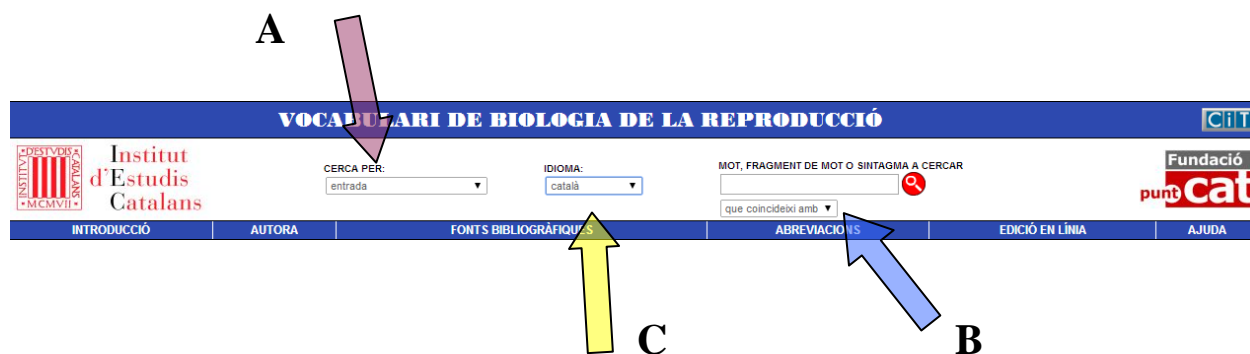 A
VOCABULARI DE BIOLOGIA DE LA REPRODUCCIÓ
CiT
INSTITVT D'ESTVDIS CATALANS
MCMVII
Institut
d'Estudis
Catalans
CERCA PER:
entrada
IDIOMA:
català
MOT, FRAGMENT DE MOT O SINTAGMA A CERCAR
que coincideixi amb
Fundació
punt cat
INTRODUCCIÓ
AUTORA
FONTS BIBLIOGRÀFIQUES
ABREVIACIONS
EDICIÓ EN LÍNIA
AJUDA
C
B